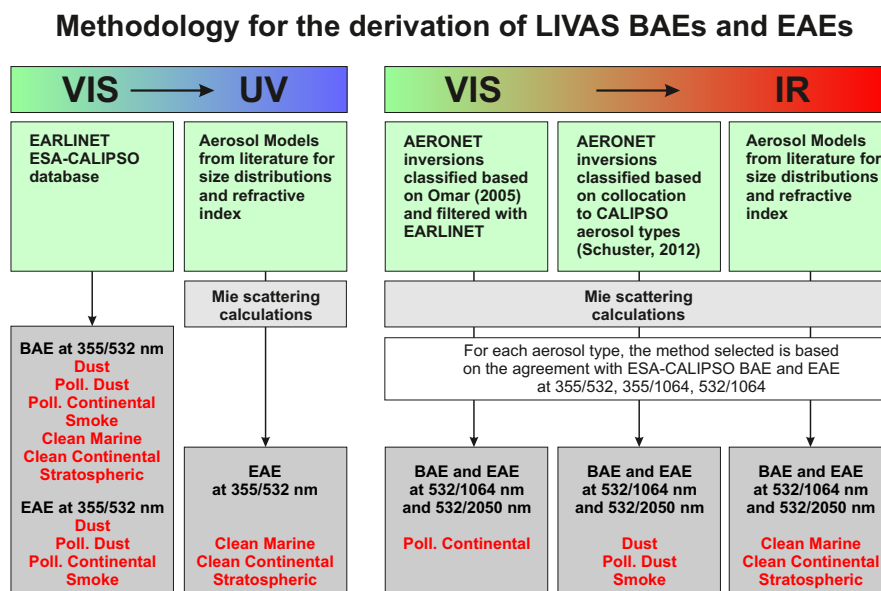 Methodology for the derivation of LIVAS BAEs and EAEs
VIS
UV
EARLINET
ESA-CALIPSO
database
Aerosol Models
from literature for
size distributions
and refractive
index
Mie scattering
calculations
BAE at 355/532 nm
Dust
Poll. Dust
Poll. Continental
Smoke
Clean Marine
Clean Continental
Stratospheric
EAE at 355/532 nm
Dust
Poll. Dust
Poll. Continental
Smoke
EAE
at 355/532 nm
Clean Marine
Clean Continental
Stratospheric
VIS
IR
AERONET
inversions
classified based
on Omar (2005)
and filtered with
EARLINET
AERONET
inversions
classified based
on collocation
to CALIPSO
aerosol types
(Schuster, 2012)
Aerosol Models
from literature for
size distributions
and refractive
index
Mie scattering
calculations
For each aerosol type, the method selected is based
on the agreement with ESA-CALIPSO BAE and EAE
at 355/532, 355/1064, 532/1064
BAE and EAE
at 532/1064 nm
and 532/2050 nm
Poll. Continental
BAE and EAE
at 532/1064 nm
and 532/2050 nm
Dust
Poll. Dust
Smoke
BAE and EAE
at 532/1064 nm
and 532/2050 nm
Clean Marine
Clean Continental
Stratospheric